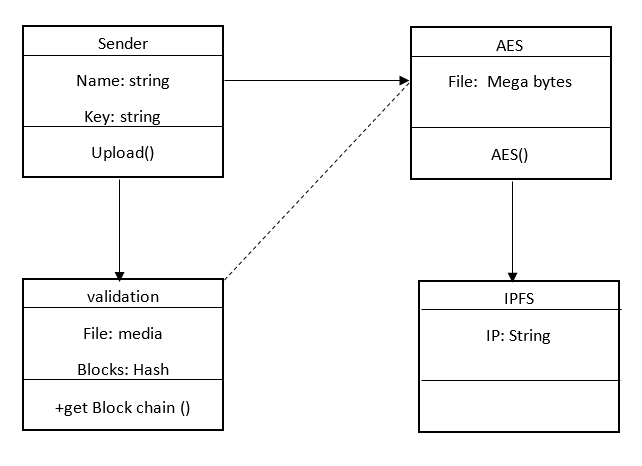 Sender
Name: string
Key: string
Upload()
AES
File:  Mega bytes
AES()
validation
File: media
Blocks: Hash
+get Block chain ()
IPFS
IP: String